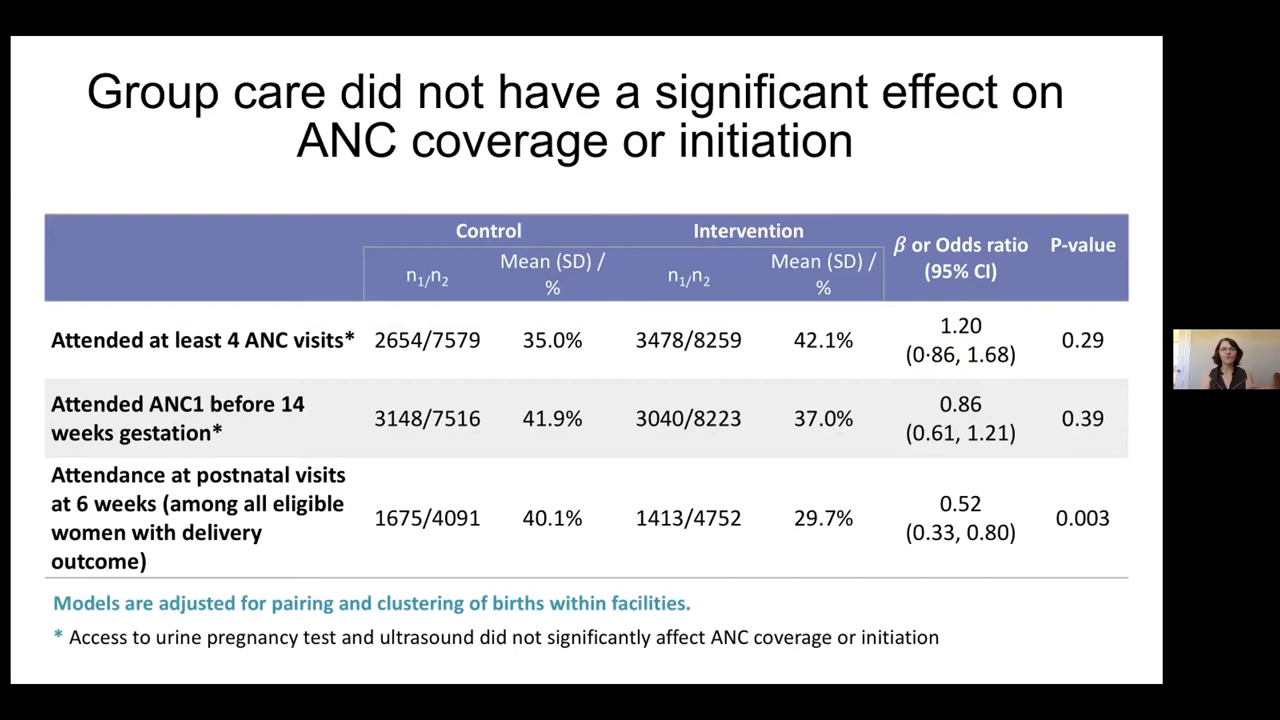 Group care did not have a significant effect on
ANC coverage or initiation
Control
Intervention
β or Odds ratio
(95% CI)
P-value
n1/n2
Mean (SD) /
%
n1/n2
Mean (SD) /
%
Attended at least 4 ANC visits*
2654/7579
35.0%
3478/8259
42.1%
1.20
(0·86, 1.68)
0.29
Attended ANC1 before 14
weeks gestation*
3148/7516
41.9%
3040/8223
37.0%
0.86
(0.61, 1.21)
0.39
Attendance at postnatal visits
at 6 weeks (among all eligible
women with delivery
outcome)
1675/4091
40.1%
1413/4752
29.7%
0.52
(0.33, 0.80)
0.003
Models are adjusted for pairing and clustering of births within facilities.
* Access to urine pregnancy test and ultrasound did not significantly affect ANC coverage or initiation